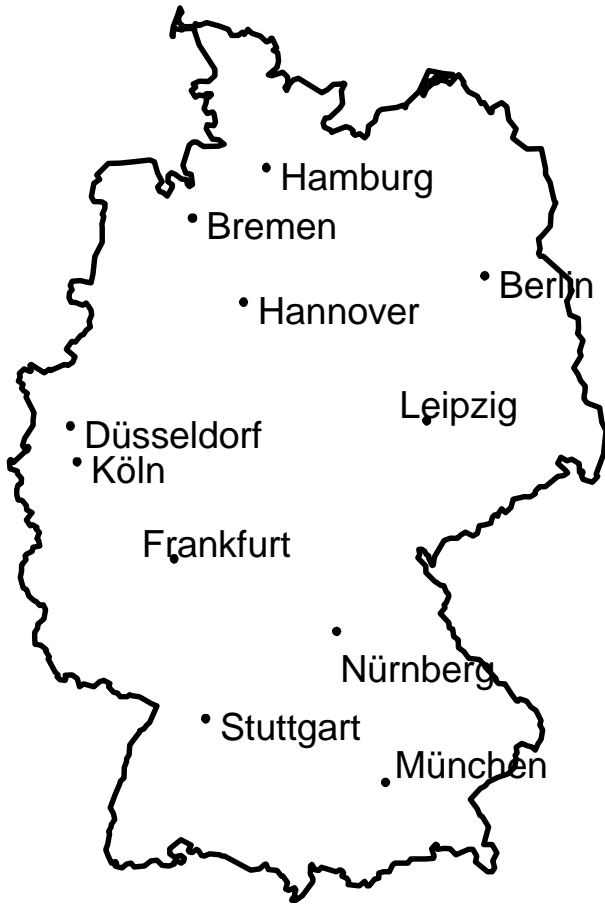 Hamburg
Bremen
Berlin
Hannover
Leipzig
Düsseldorf
Köln
Frankfurt
Nürnberg
Stuttgart
München